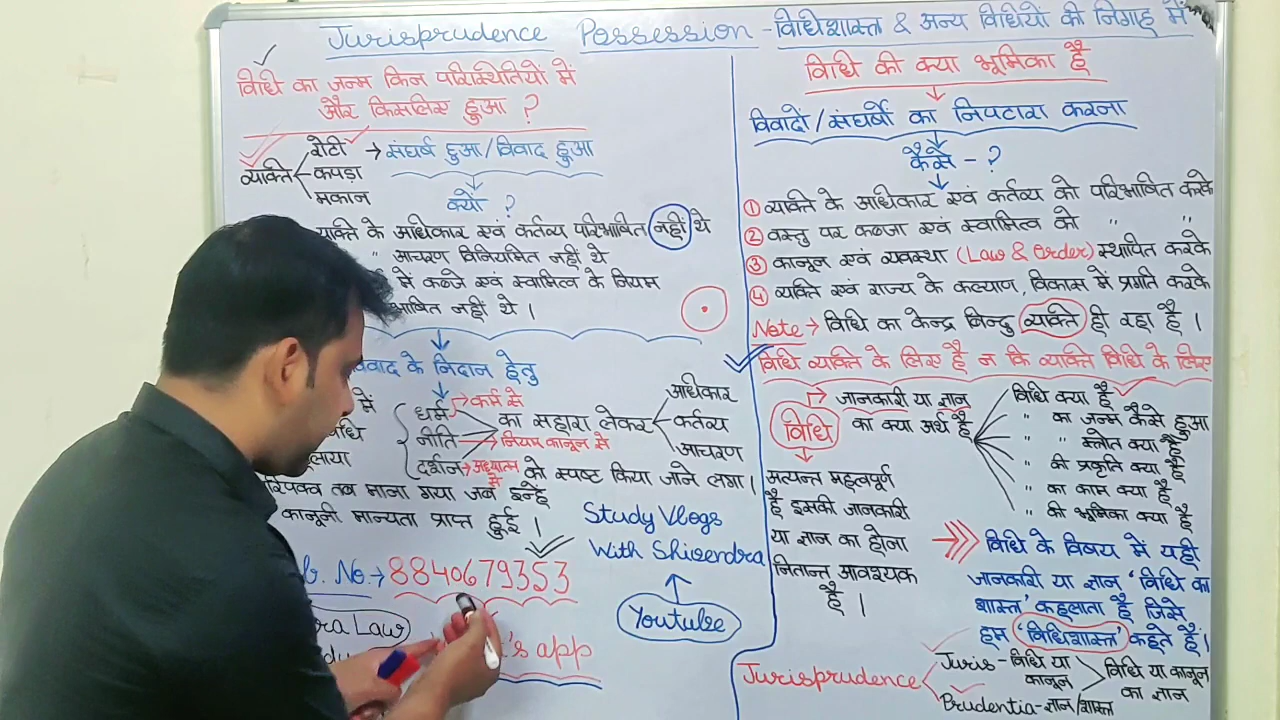 Jurisprudence Possession - विधिशास्त्र & अन्य विधियों की निगाह में
विधि का जन्म किन परिस्थितियों में
और किसलिए हुआ ?
व्यक्ति
रोटी
कपड़ा
मकान
→ संघर्ष हुआ/विवाद हुआ
क्यों ?
व्यक्ति के अधिकार एवं कर्तव्य परिभाषित नहीं थे
" आचरण विनियमित नहीं थे
में कब्जे एवं स्वामित्व के नियम
भाषित नहीं थे ।
विवाद के निदान हेतु
में
धर्म → कर्म से
नीति → नियम कानून से
दर्शन → अध्यात्म से
का सहारा लेकर
अधिकार
कर्तव्य
आचरण
को स्पष्ट किया जाने लगा ।
रिपक्व तब माना गया जब इन्हें
कानूनी मान्यता प्राप्त हुई ।
Study Vlogs
With Shivendra
Youtube
b. No. → 8840679353
ra Law
's app
विधि की क्या भूमिका है
विवादों/संघर्षों का निपटारा करना
कैसे - ?
① व्यक्ति के अधिकार एवं कर्तव्य को परिभाषित करके
② वस्तु पर कब्जा एवं स्वामित्व को " "
③ कानून एवं व्यवस्था (Law & Order) स्थापित करके
④ व्यक्ति एवं राज्य के कल्याण, विकास में प्रगति करके
Note → विधि का केन्द्र बिन्दु व्यक्ति ही रहा है ।
विधि व्यक्ति के लिए है न कि व्यक्ति विधि के लिए
विधि
→ जानकारी या ज्ञान
का क्या अर्थ है
विधि क्या है
" का जन्म कैसे हुआ
" " स्त्रोत क्या है
" की प्रकृति क्या है
" का काम क्या है
" की भूमिका क्या है
अत्यन्त महत्वपूर्ण
है इसकी जानकारी
या ज्ञान का होना
नितान्त आवश्यक
है ।
विधि के विषय में यही
जानकारी या ज्ञान 'विधि का
शास्त्र' कहलाता है जिसे
हम 'विधिशास्त्र' कहते हैं।
Jurisprudence
Juris - विधि या
कानून
Prudentia - ज्ञान/शास्त्र
विधि या कानून
का ज्ञान